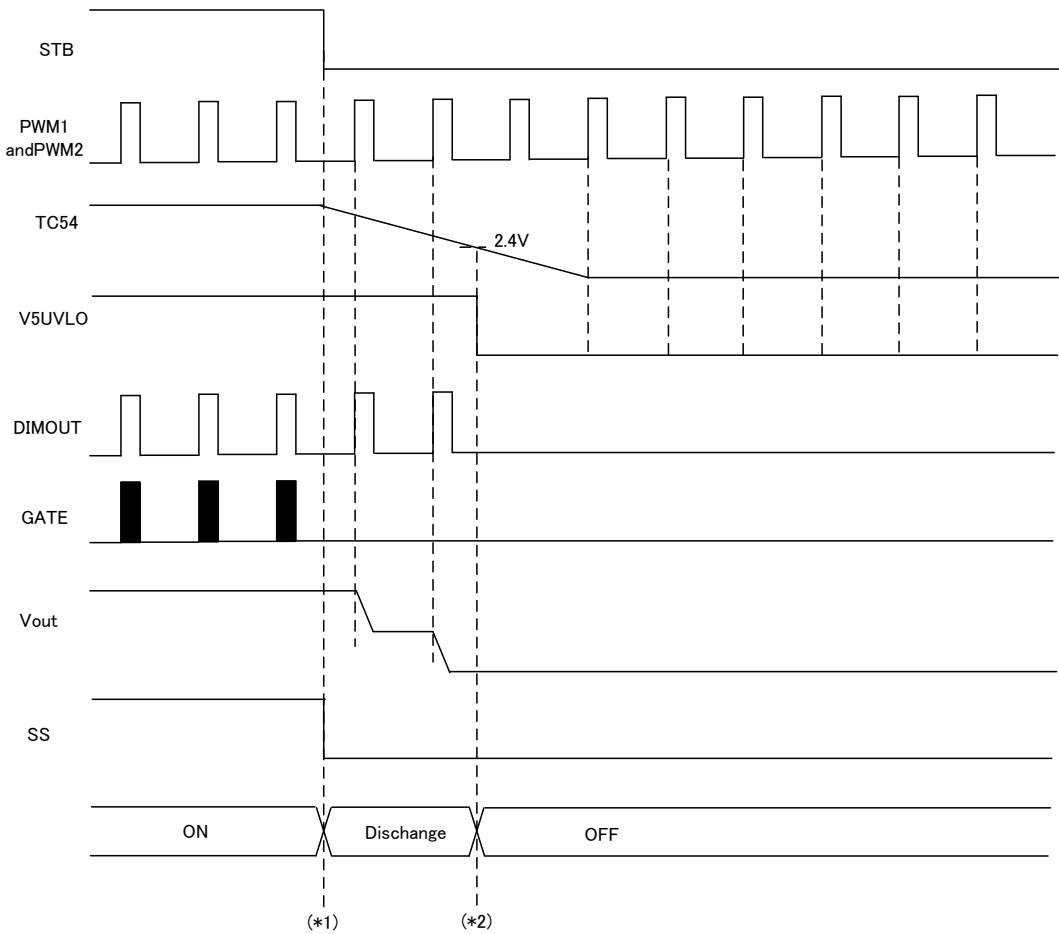 STB
PWM1
andPWM2
TC54
2.4V
V5UVLO
DIMOUT
GATE
Vout
SS
ON
Dischange
OFF
(*1)
(*2)